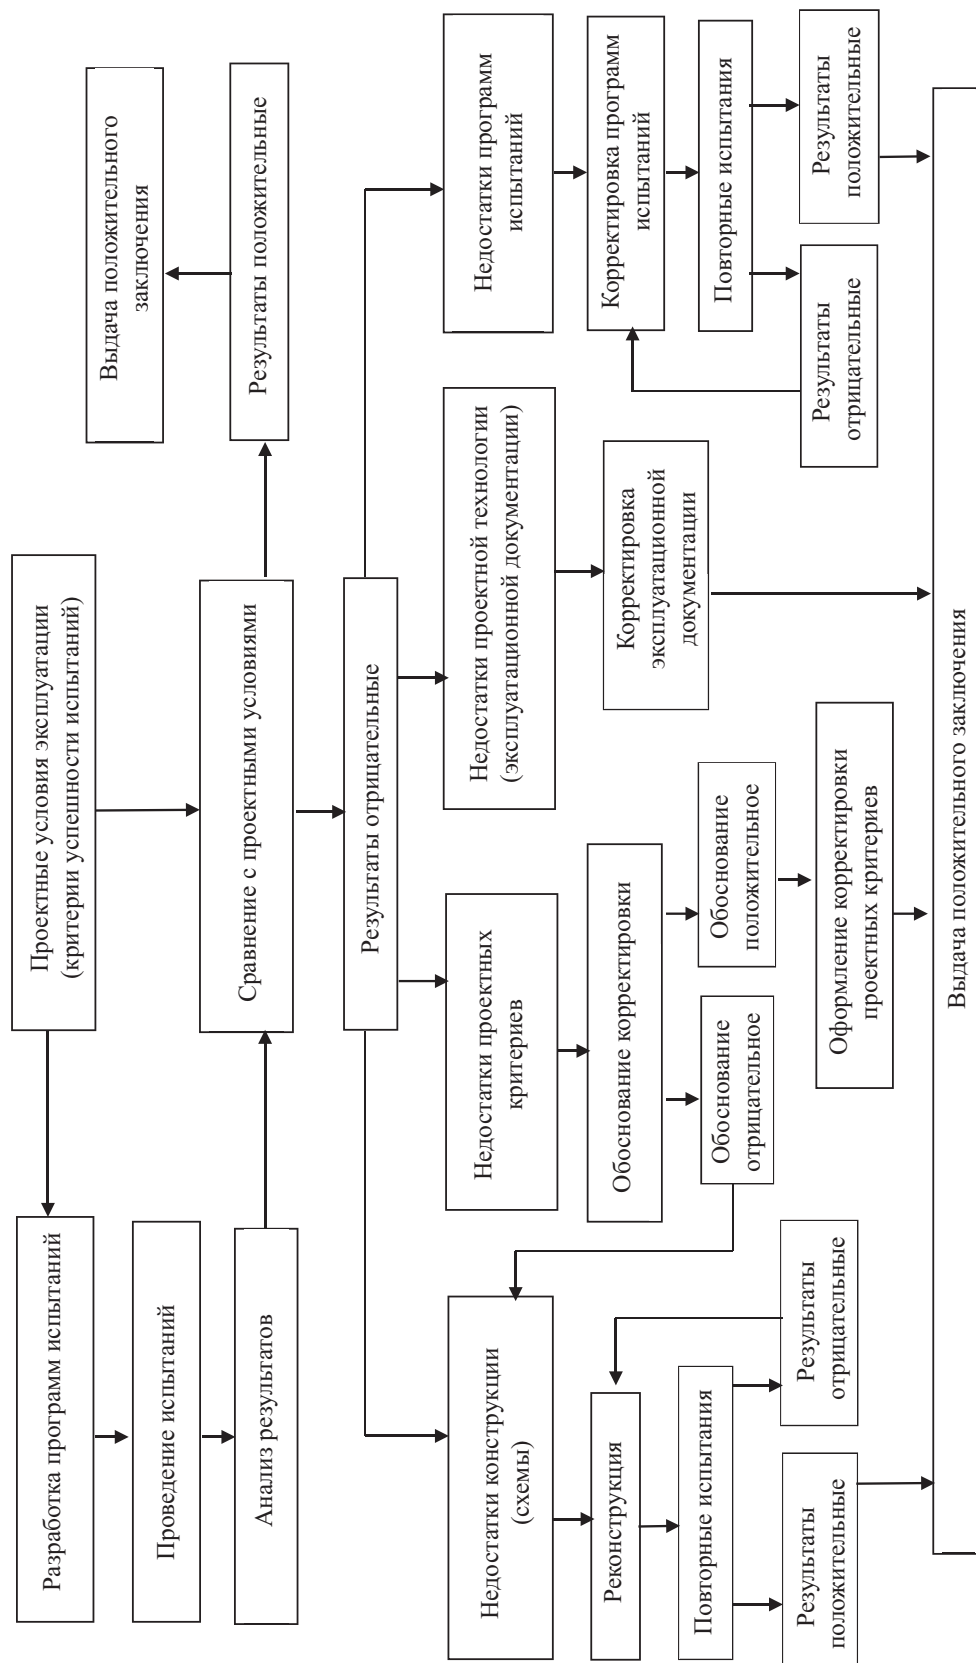 Проектные условия эксплуатации
(критерии успешности испытаний)
Разработка программ испытаний
Проведение испытаний
Анализ результатов
Сравнение с проектными условиями
Результаты положительные
Выдача положительного
заключения
Результаты отрицательные
Недостатки конструкции
(схемы)
Недостатки проектных
критериев
Недостатки проектной технологии
(эксплуатационной документации)
Недостатки программ
испытаний
Реконструкция
Обоснование корректировки
Корректировка
эксплуатационной
документации
Корректировка программ
испытаний
Повторные испытания
Обоснование
отрицательное
Обоснование
положительное
Повторные испытания
Результаты
положительные
Результаты
отрицательные
Оформление корректировки
проектных критериев
Результаты
отрицательные
Результаты
положительные
Выдача положительного заключения